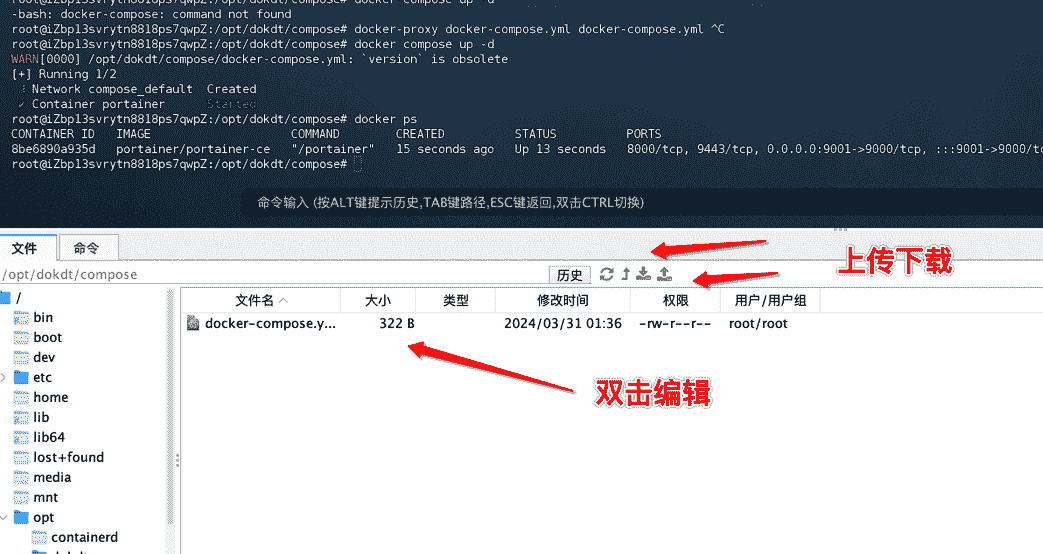 root@iZbp13svrytn8818ps7qwpZ:/opt/dokdt/compose# docker-compose up -d
-bash: docker-compose: command not found
root@iZbp13svrytn8818ps7qwpZ:/opt/dokdt/compose# docker-proxy docker-compose.yml docker-compose.yml ^C
root@iZbp13svrytn8818ps7qwpZ:/opt/dokdt/compose# docker compose up -d
WARN[0000] /opt/dokdt/compose/docker-compose.yml: `version` is obsolete
[+] Running 1/2
⠇ Network compose_default  Created
✓ Container portainer      Started
root@iZbp13svrytn8818ps7qwpZ:/opt/dokdt/compose# docker ps
CONTAINER ID   IMAGE                    COMMAND        CREATED          STATUS          PORTS
8be6890a935d   portainer/portainer-ce   "/portainer"   15 seconds ago   Up 13 seconds   8000/tcp, 9443/tcp, 0.0.0.0:9001->9000/tcp, :::9001->9000/tc
root@iZbp13svrytn8818ps7qwpZ:/opt/dokdt/compose#
命令输入 (按ALT键提示历史,TAB键路径,ESC键返回,双击CTRL切换)
文件 命令
上传下载
/opt/dokdt/compose 历史
/ 文件名 大小 类型 修改时间 权限 用户/用户组
bin docker-compose.y... 322 B 2024/03/31 01:36 -rw-r--r-- root/root
boot
dev
etc
双击编辑
home
lib
lib64
lost+found
media
mnt
opt
containerd